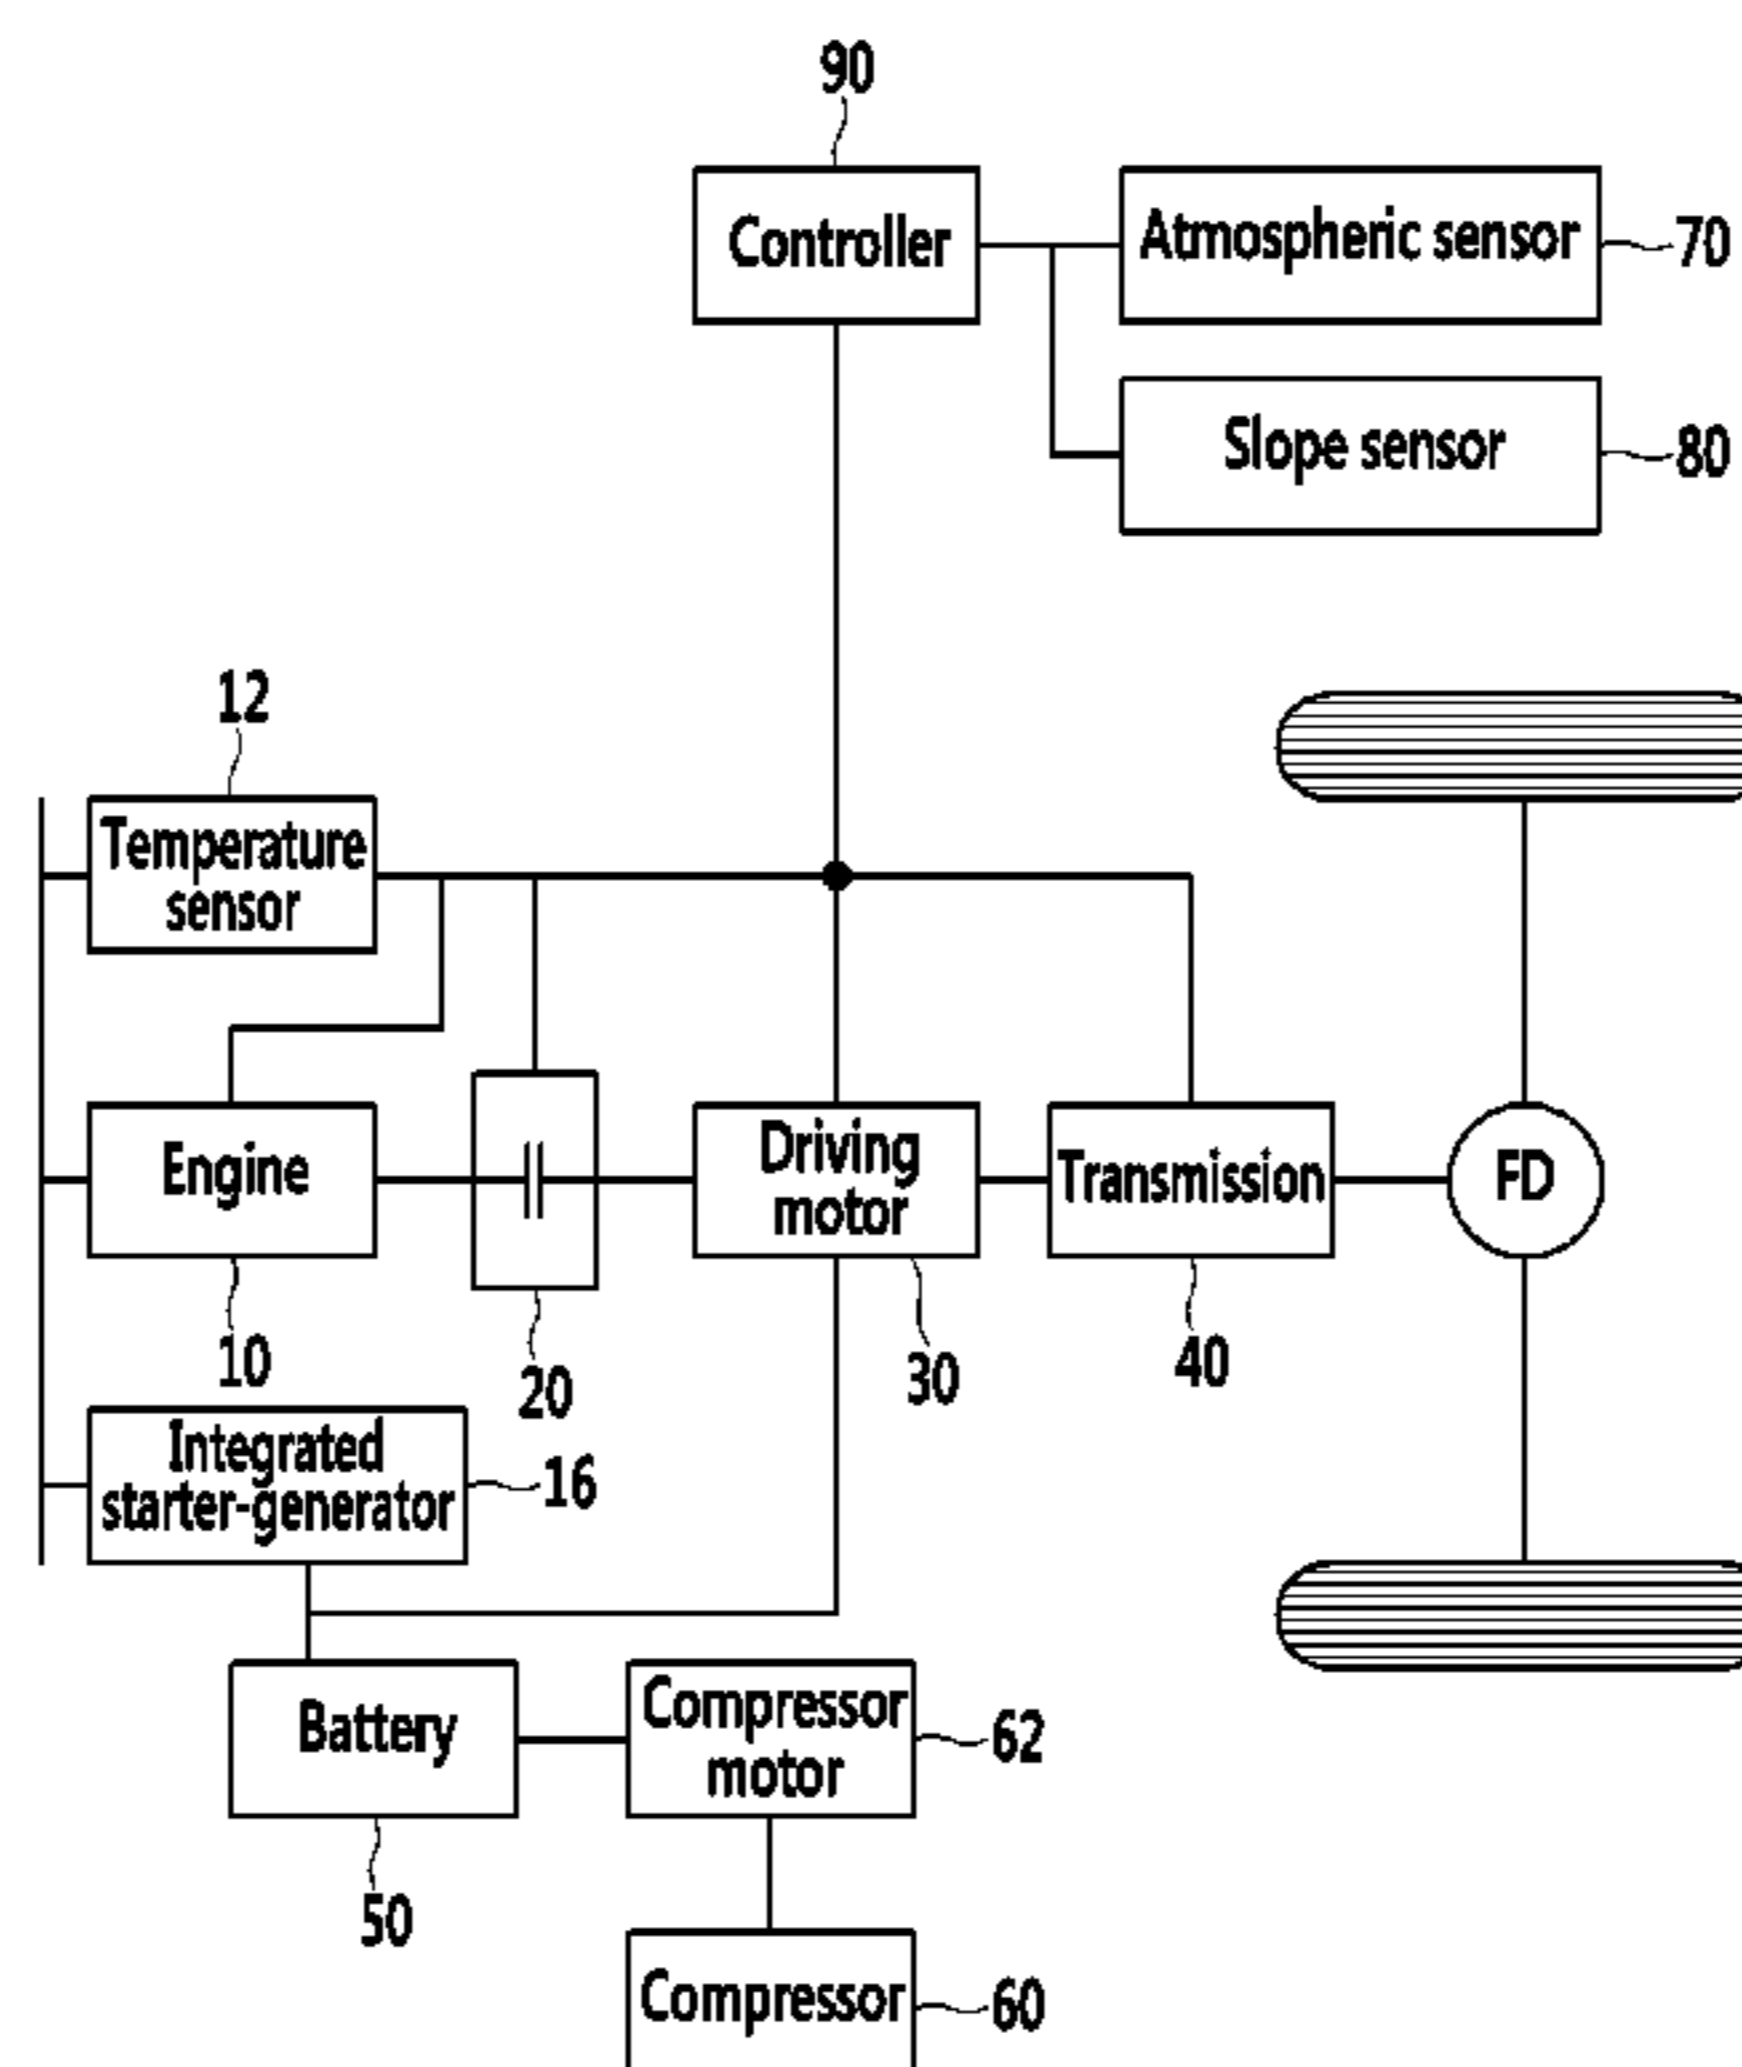 90
Controller
Atmospheric sensor
70
Slope sensor
80
12
Temperature
sensor
Engine
Driving
motor
Transmission
FD
10
20
30
40
Integrated
starter-generator
16
Battery
Compressor
motor
62
50
Compressor
60